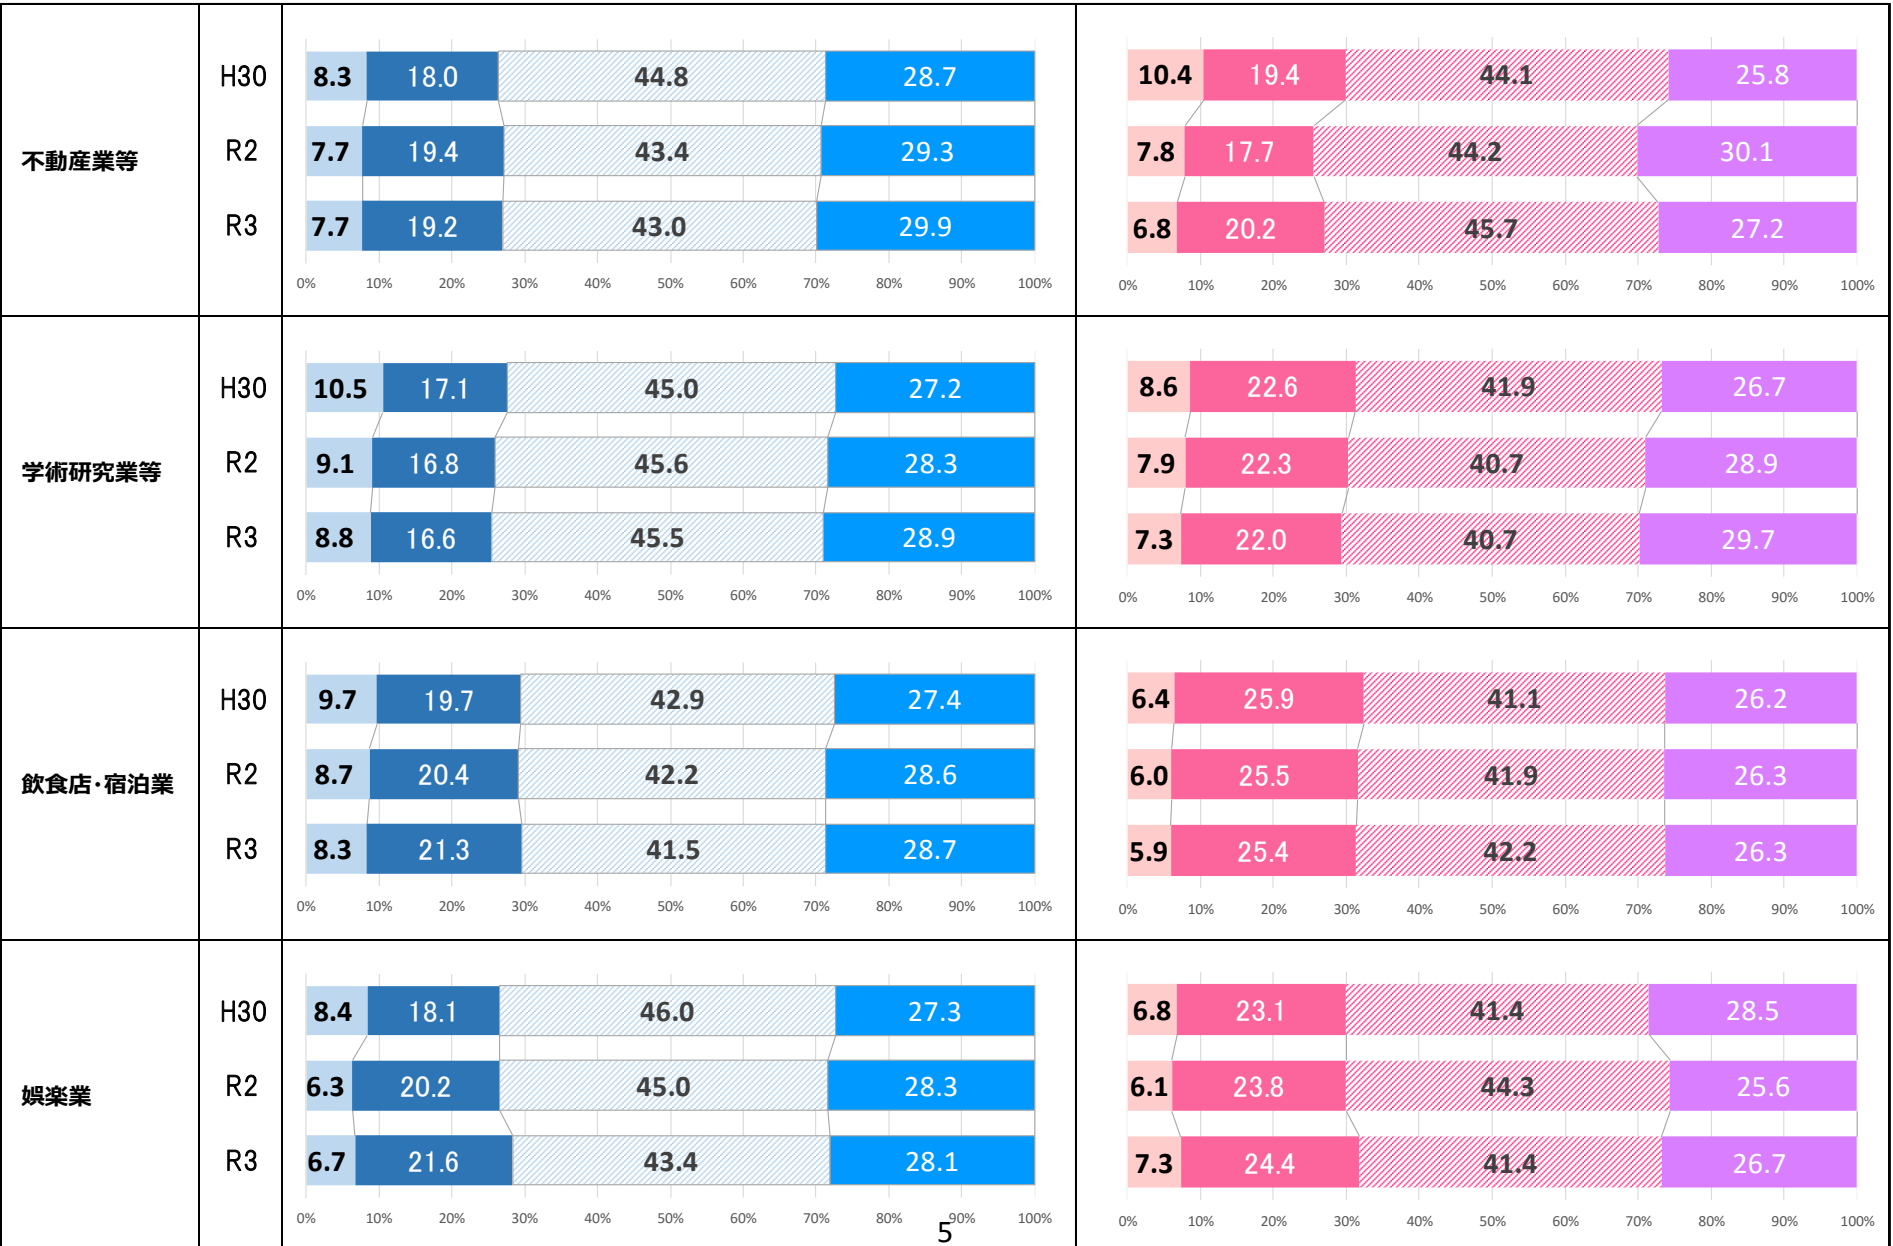 不動産業等
H30 8.3 18.0 44.8 28.7 10.4 19.4 44.1 25.8
R2 7.7 19.4 43.4 29.3 7.8 17.7 44.2 30.1
R3 7.7 19.2 43.0 29.9 6.8 20.2 45.7 27.2
0% 10% 20% 30% 40% 50% 60% 70% 80% 90% 100% 0% 10% 20% 30% 40% 50% 60% 70% 80% 90% 100%
学術研究業等
H30 10.5 17.1 45.0 27.2 8.6 22.6 41.9 26.7
R2 9.1 16.8 45.6 28.3 7.9 22.3 40.7 28.9
R3 8.8 16.6 45.5 28.9 7.3 22.0 40.7 29.7
0% 10% 20% 30% 40% 50% 60% 70% 80% 90% 100% 0% 10% 20% 30% 40% 50% 60% 70% 80% 90% 100%
飲食店・宿泊業
H30 9.7 19.7 42.9 27.4 6.4 25.9 41.1 26.2
R2 8.7 20.4 42.2 28.6 6.0 25.5 41.9 26.3
R3 8.3 21.3 41.5 28.7 5.9 25.4 42.2 26.3
0% 10% 20% 30% 40% 50% 60% 70% 80% 90% 100% 0% 10% 20% 30% 40% 50% 60% 70% 80% 90% 100%
娯楽業
H30 8.4 18.1 46.0 27.3 6.8 23.1 41.4 28.5
R2 6.3 20.2 45.0 28.3 6.1 23.8 44.3 25.6
R3 6.7 21.6 43.4 28.1 7.3 24.4 41.4 26.7
0% 10% 20% 30% 40% 50% 60% 70% 80% 90% 100% 0% 10% 20% 30% 40% 50% 60% 70% 80% 90% 100%
5